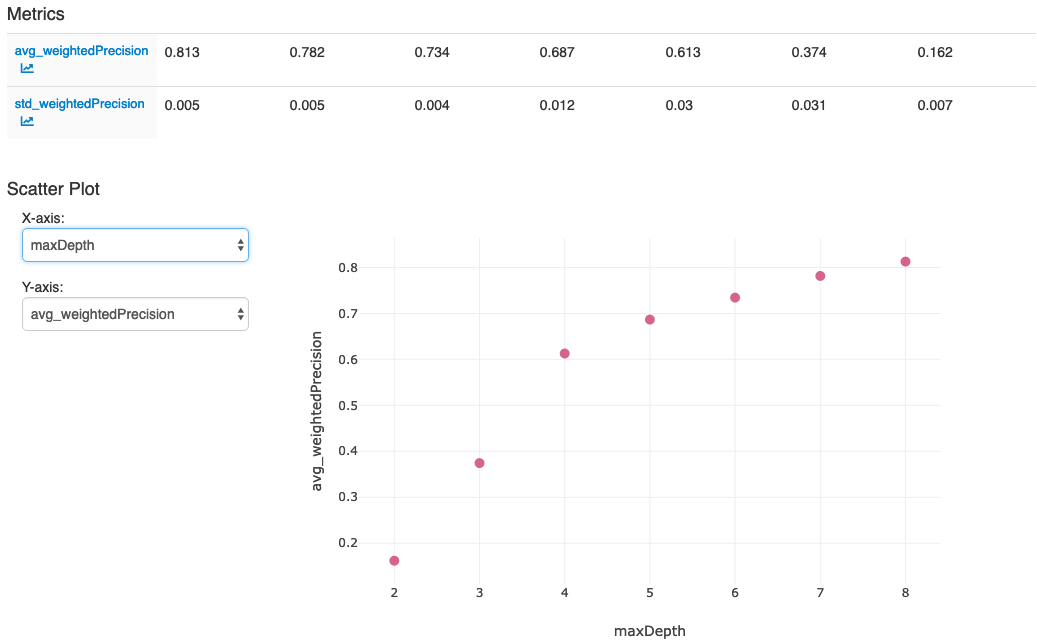 Metrics
avg_weightedPrecision 0.813 0.782 0.734 0.687 0.613 0.374 0.162
std_weightedPrecision 0.005 0.005 0.004 0.012 0.03 0.031 0.007
Scatter Plot
X-axis:
maxDepth
Y-axis:
avg_weightedPrecision
avg_weightedPrecision
0.8
0.7
0.6
0.5
0.4
0.3
0.2
2 3 4 5 6 7 8
maxDepth